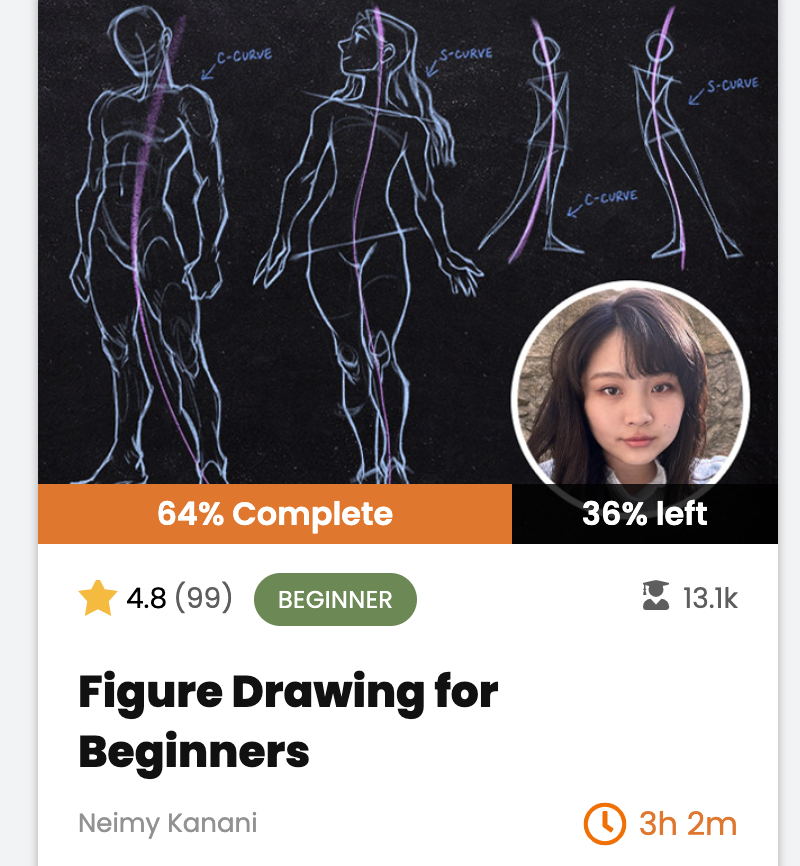 C-CURVE
S-CURVE
S-CURVE
C-CURVE
64% Complete
36% left
4.8 (99)
BEGINNER
13.1k
Figure Drawing for
Beginners
Neimy Kanani
3h 2m